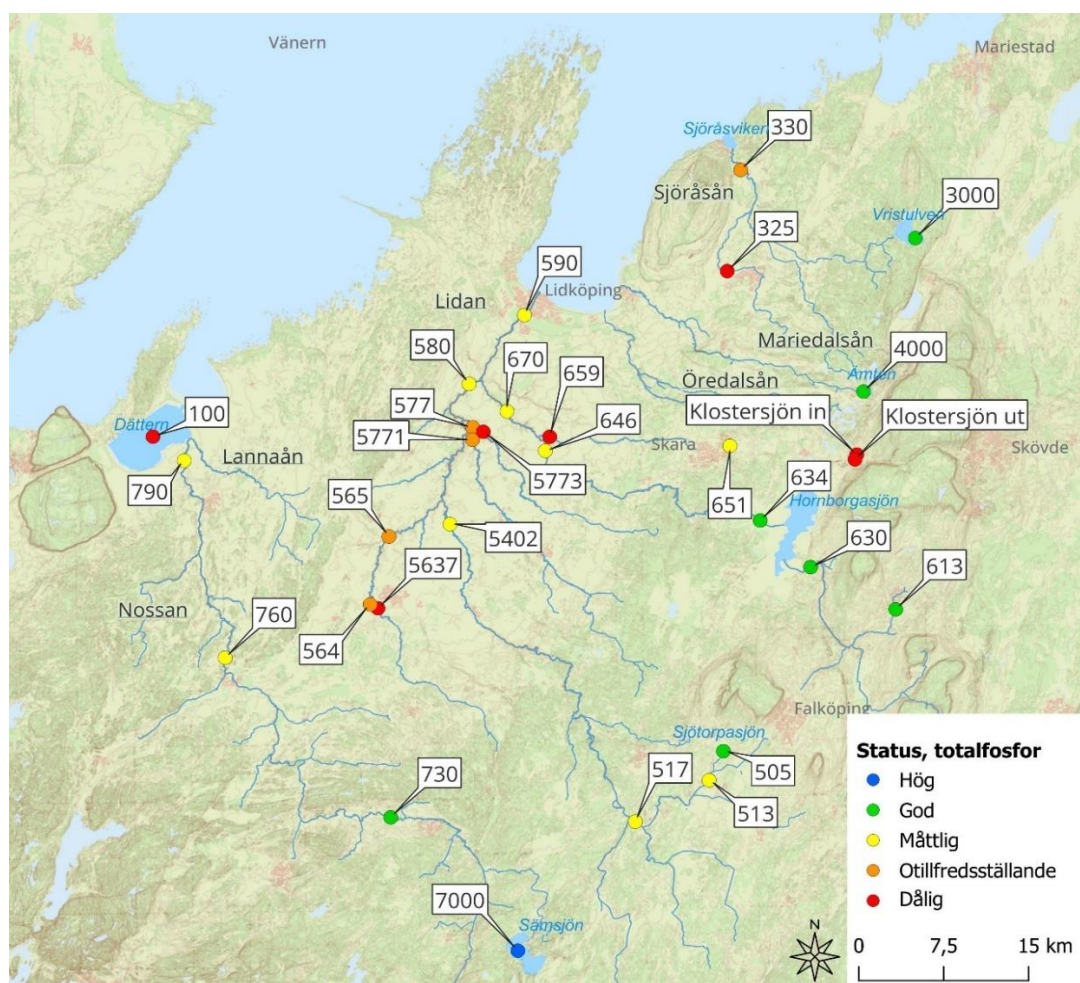 Vänern
Mariestad
Sjöråsviken
330
Sjöråsån
3000
Vristulven
325
590
Lidköping
Lidan
Mariedalsån
580
670
4000
Ämten
659
Öredalsån
577
Klostersjön in
Klostersjön ut
100
Dättern
5771
646
Skara
Skövde
Lannaån
790
5773
651
634
Hornborgasjön
565
5402
630
613
5637
Nossan
760
564
Falköping
Sjötorpasjön
505
517
513
730
7000
Sämsjön
Status, totalfosfor
Hög
God
Måttlig
Otillfredsställande
Dålig
N
0 7,5 15 km